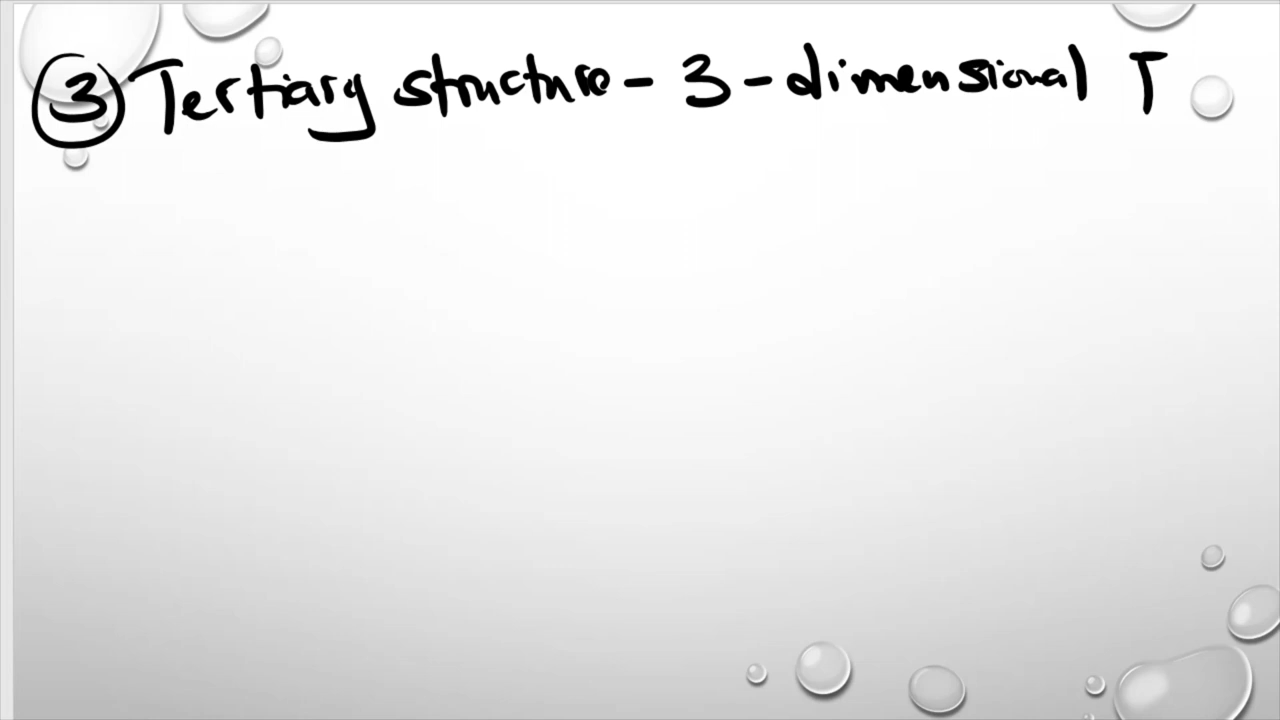 ③ Tertiary structure - 3 - dimensional